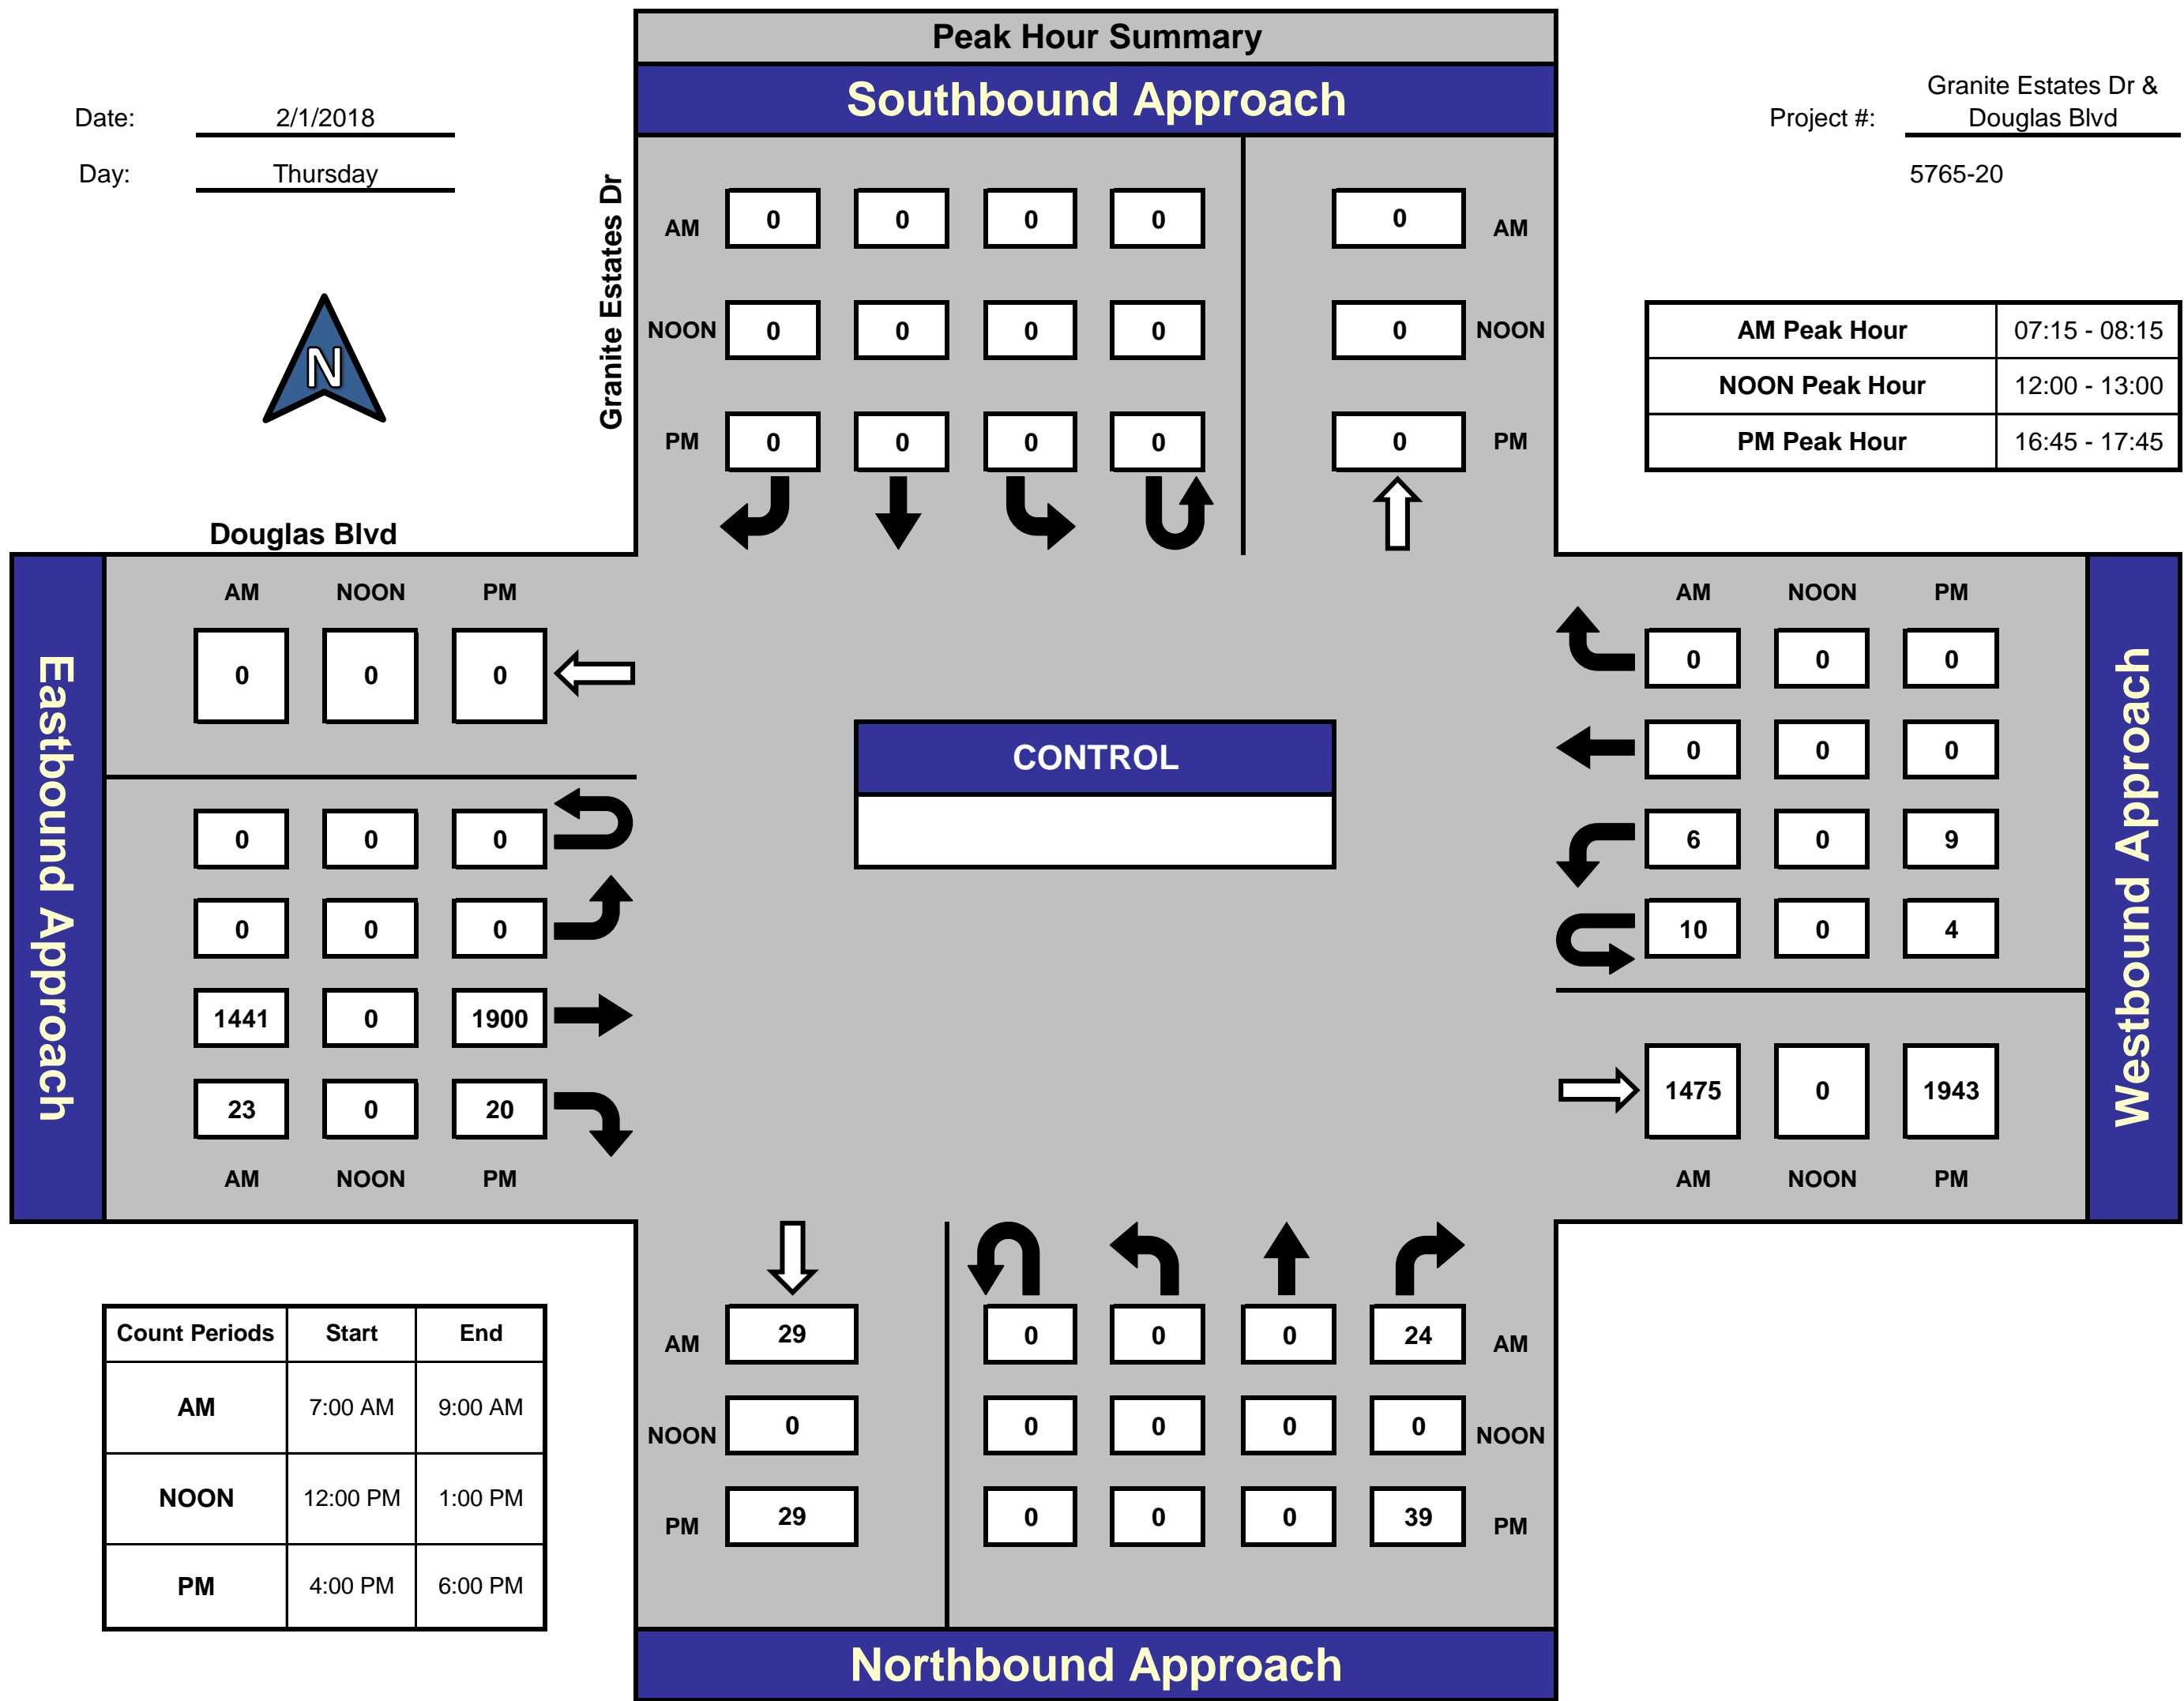 Peak Hour Summary
Southbound Approach
Date: 2/1/2018
Day: Thursday
Granite Estates Dr &
Project #: Douglas Blvd
5765-20
N
Granite Estates Dr
AM 0 0 0 0 0 AM
NOON 0 0 0 0 0 NOON
PM 0 0 0 0 0 PM
AM Peak Hour 07:15 - 08:15
NOON Peak Hour 12:00 - 13:00
PM Peak Hour 16:45 - 17:45
Douglas Blvd
Eastbound Approach
AM NOON PM
0 0 0
0 0 0
0 0 0
1441 0 1900
23 0 20
AM NOON PM
CONTROL
AM NOON PM
0 0 0
0 0 0
6 0 9
10 0 4
1475 0 1943
AM NOON PM
Westbound Approach
Count Periods Start End
AM 7:00 AM 9:00 AM
NOON 12:00 PM 1:00 PM
PM 4:00 PM 6:00 PM
AM 29 0 0 0 24 AM
NOON 0 0 0 0 0 NOON
PM 29 0 0 0 39 PM
Northbound Approach